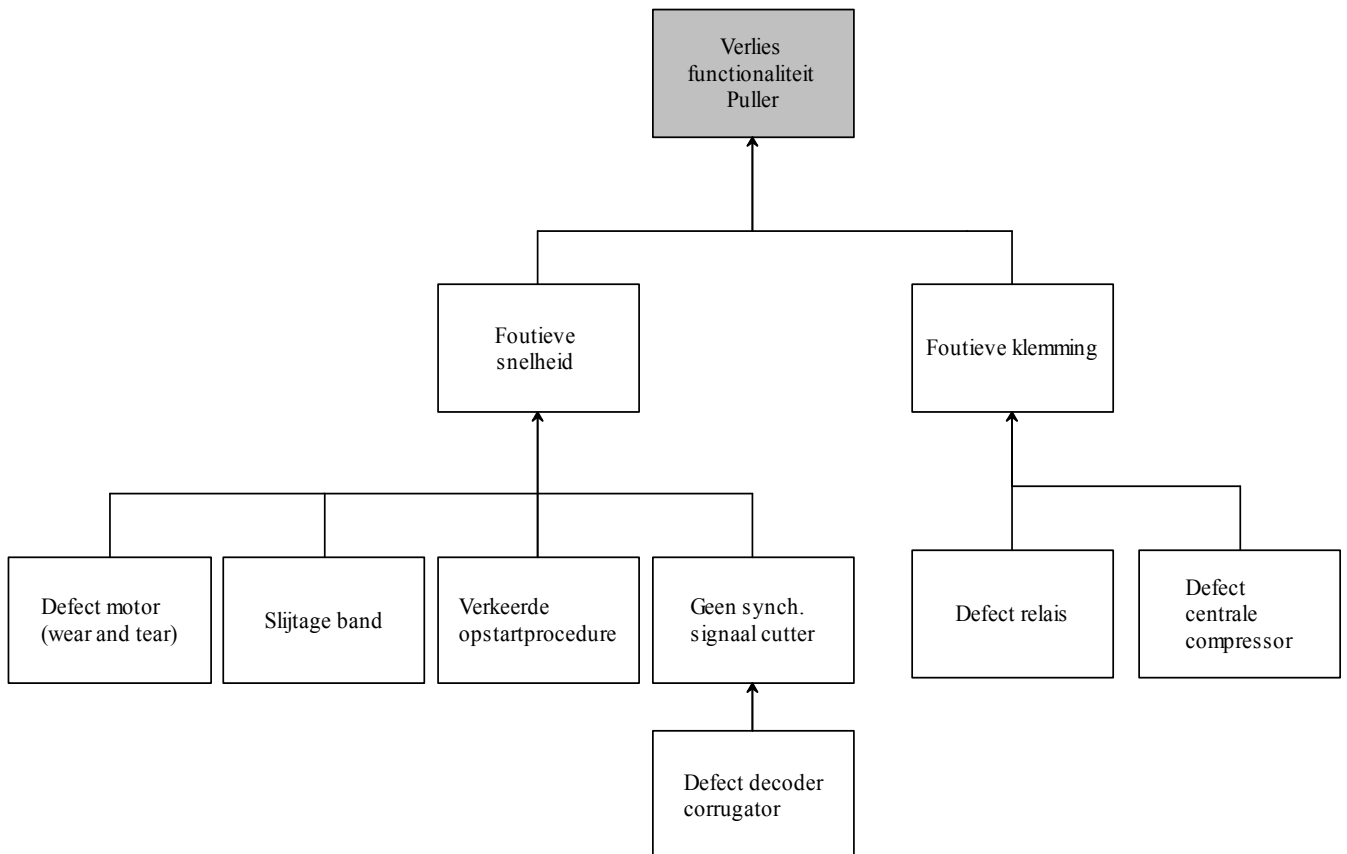 Verlies
functionaliteit
Puller
Foutieve
snelheid
Foutieve klemming
Defect motor
(wear and tear)
Slijtage band
Verkeerde
opstartprocedure
Geen synch.
signaal cutter
Defect relais
Defect
centrale
compressor
Defect decoder
corrugator